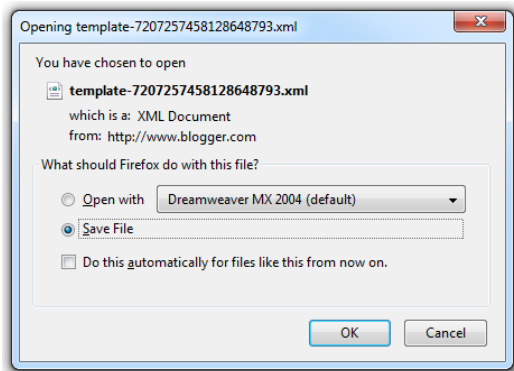 Opening template-7207257458128648793.xml
You have chosen to open
template-7207257458128648793.xml
which is a: XML Document
from: http://www.blogger.com
What should Firefox do with this file?
Open with Dreamweaver MX 2004 (default)
Save File
Do this automatically for files like this from now on.
OK Cancel